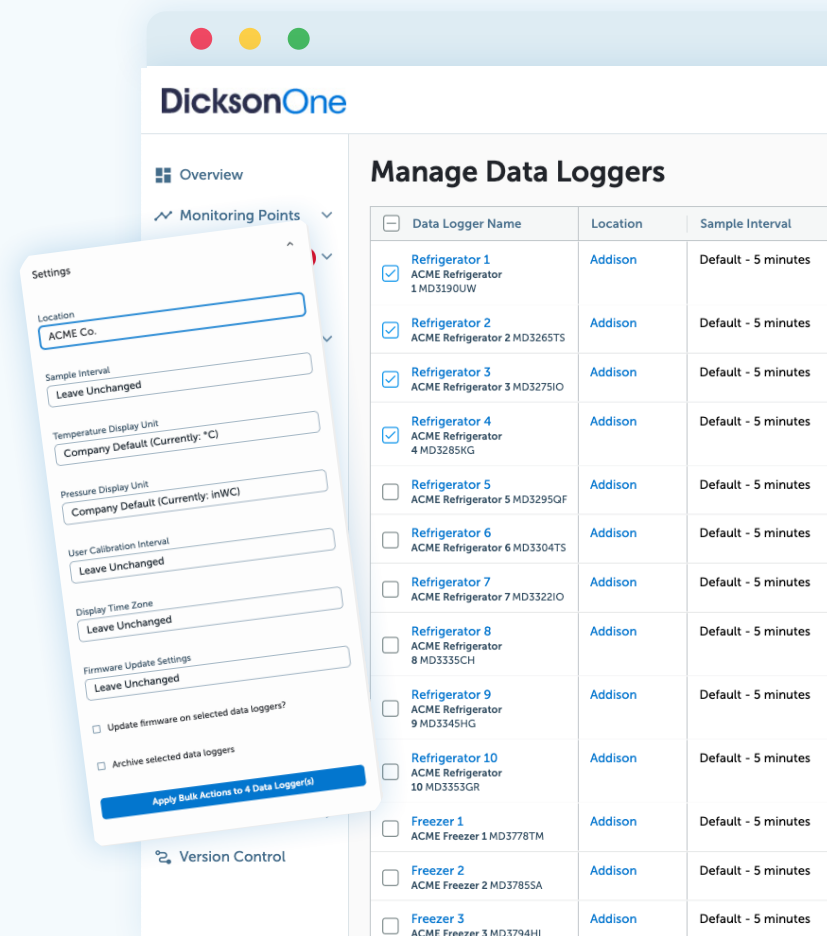 DicksonOne
Overview
Monitoring Points
Version Control
Settings
Location
ACME Co.
Sample Interval
Leave Unchanged
Temperature Display Unit
Company Default (Currently: °C)
Pressure Display Unit
Company Default (Currently: inWC)
User Calibration Interval
Leave Unchanged
Display Time Zone
Leave Unchanged
Firmware Update Settings
Leave Unchanged
Update firmware on selected data loggers?
Archive selected data loggers
Apply Bulk Actions to 4 Data Logger(s)
Manage Data Loggers
Data Logger Name Location Sample Interval
Refrigerator 1 Addison Default - 5 minutes
ACME Refrigerator
1 MD3190UW
Refrigerator 2 Addison Default - 5 minutes
ACME Refrigerator 2 MD3265TS
Refrigerator 3 Addison Default - 5 minutes
ACME Refrigerator 3 MD3275IO
Refrigerator 4 Addison Default - 5 minutes
ACME Refrigerator
4 MD3285KG
Refrigerator 5 Addison Default - 5 minutes
ACME Refrigerator 5 MD3295QF
Refrigerator 6 Addison Default - 5 minutes
ACME Refrigerator 6 MD3304TS
Refrigerator 7 Addison Default - 5 minutes
ACME Refrigerator 7 MD3322IO
Refrigerator 8 Addison Default - 5 minutes
ACME Refrigerator
8 MD3335CH
Refrigerator 9 Addison Default - 5 minutes
ACME Refrigerator
9 MD3345HG
Refrigerator 10 Addison Default - 5 minutes
ACME Refrigerator
10 MD3353GR
Freezer 1 Addison Default - 5 minutes
ACME Freezer 1 MD3778TM
Freezer 2 Addison Default - 5 minutes
ACME Freezer 2 MD3785SA
Freezer 3 Addison Default - 5 minutes
ACME Freezer 3 MD3794HI